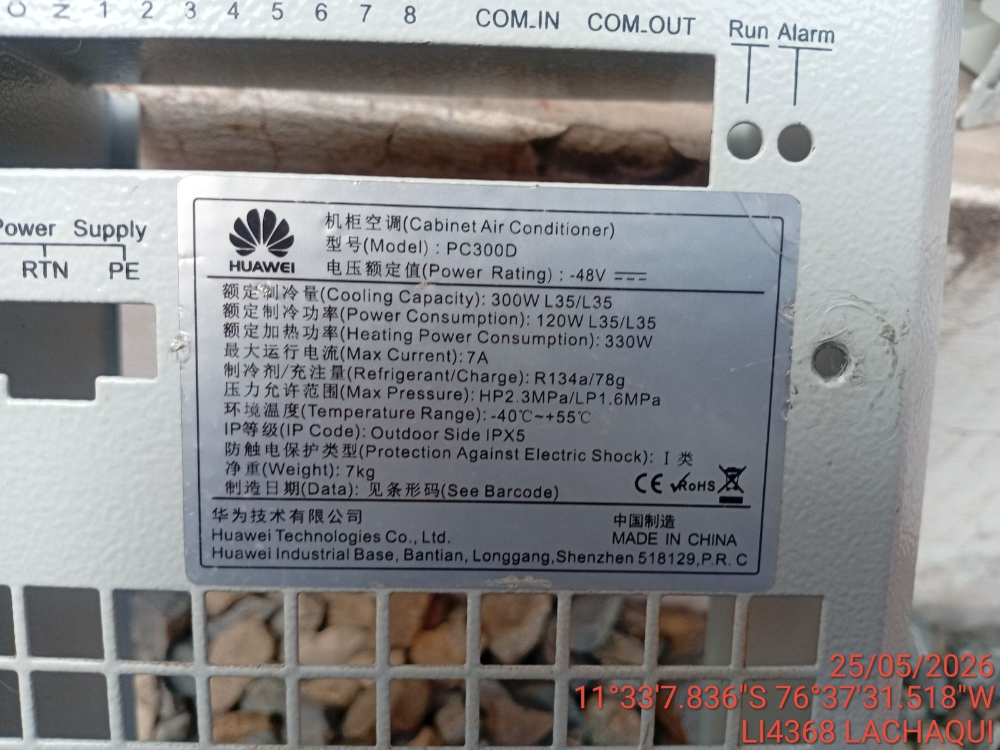 1 2 3 4 5 6 7 8 COM_IN COM_OUT Run Alarm
Power Supply
RTN PE
HUAWEI
机柜空调(Cabinet Air Conditioner)
型号(Model) : PC300D
电压额定值(Power Rating) : -48V
额定制冷量(Cooling Capacity): 300W L35/L35
额定制冷功率(Power Consumption): 120W L35/L35
额定加热功率(Heating Power Consumption): 330W
最大运行电流(Max Current): 7A
制冷剂/充注量(Refrigerant/Charge): R134a/78g
压力允许范围(Max Pressure): HP2.3MPa/LP1.6MPa
环境温度(Temperature Range): -40℃~+55℃
IP等级(IP Code): Outdoor Side IPX5
防触电保护类型(Protection Against Electric Shock): I 类
净重(Weight): 7kg
制造日期(Data): 见条形码(See Barcode)
CE RoHS
华为技术有限公司
中国制造
Huawei Technologies Co., Ltd.
MADE IN CHINA
Huawei Industrial Base, Bantian, Longgang,Shenzhen 518129,P.R. C
25/05/2026
11°33'7.836"S 76°37'31.518"W
LI4368 LACHAQUI